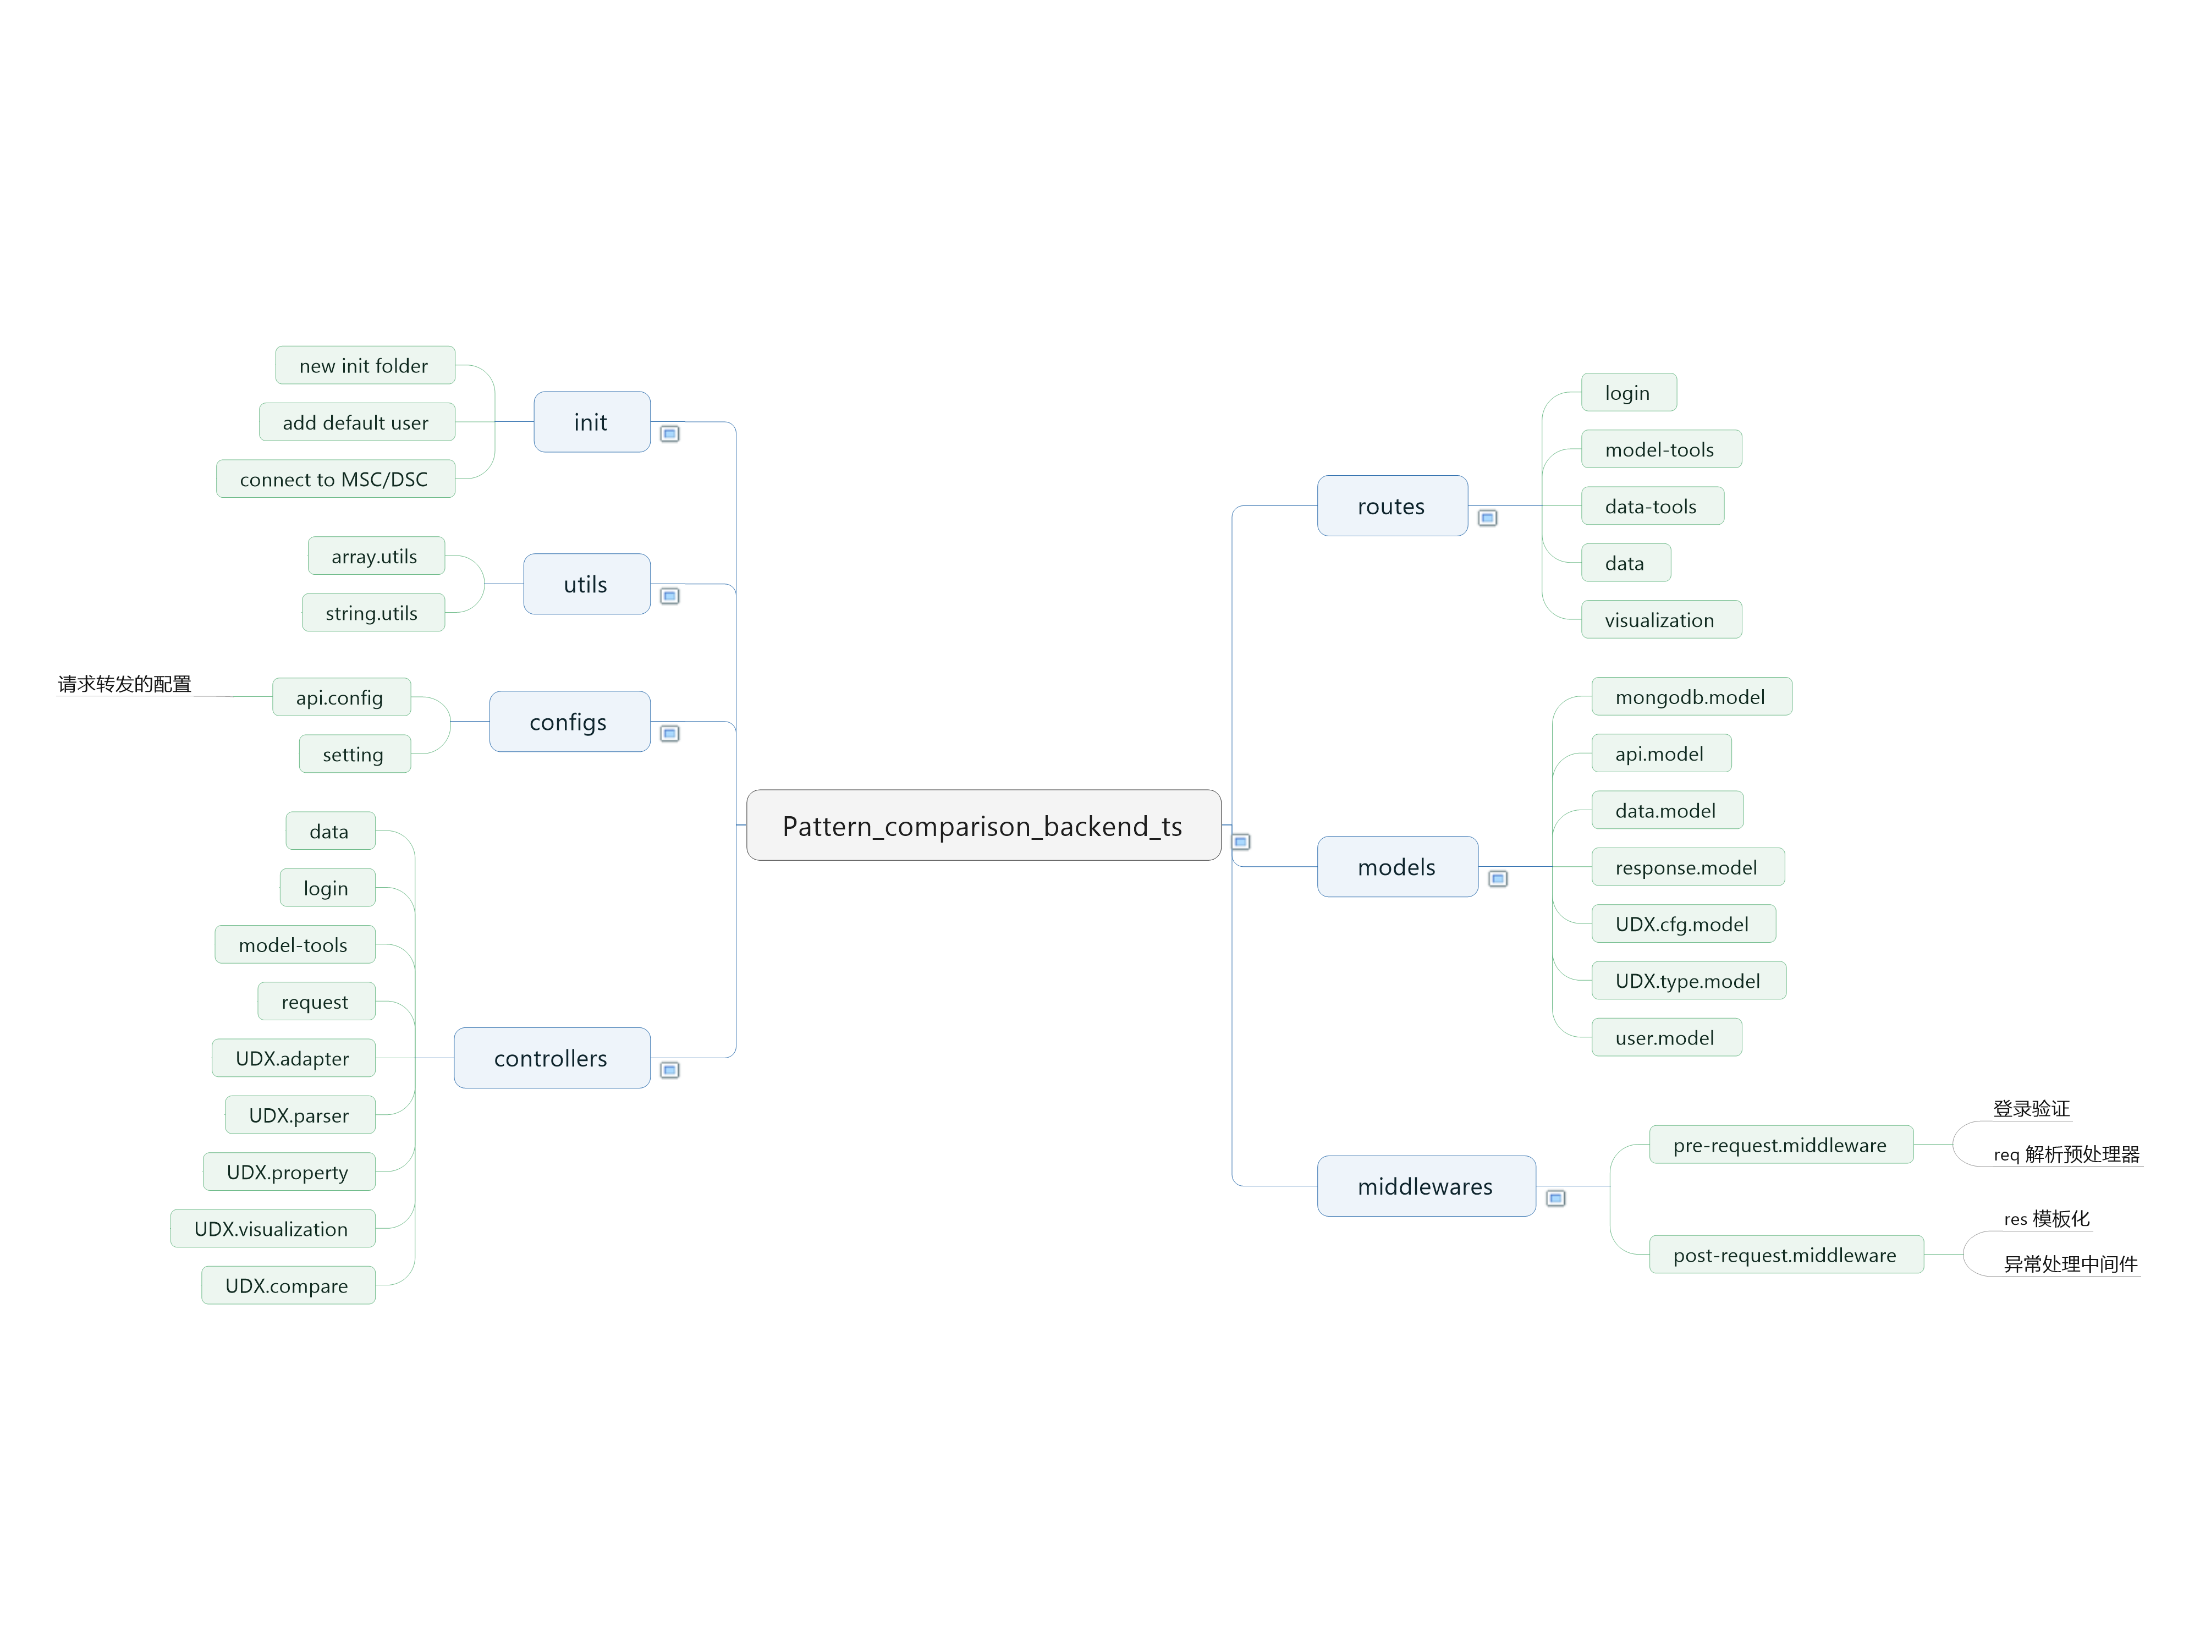 Pattern_comparison_backend_ts
init
new init folder
add default user
connect to MSC/DSC
utils
array.utils
string.utils
configs
api.config
请求转发的配置
setting
controllers
data
login
model-tools
request
UDX.adapter
UDX.parser
UDX.property
UDX.visualization
UDX.compare
routes
login
model-tools
data-tools
data
visualization
models
mongodb.model
api.model
data.model
response.model
UDX.cfg.model
UDX.type.model
user.model
middlewares
pre-request.middleware
登录验证
req 解析预处理器
post-request.middleware
res 模板化
异常处理中间件